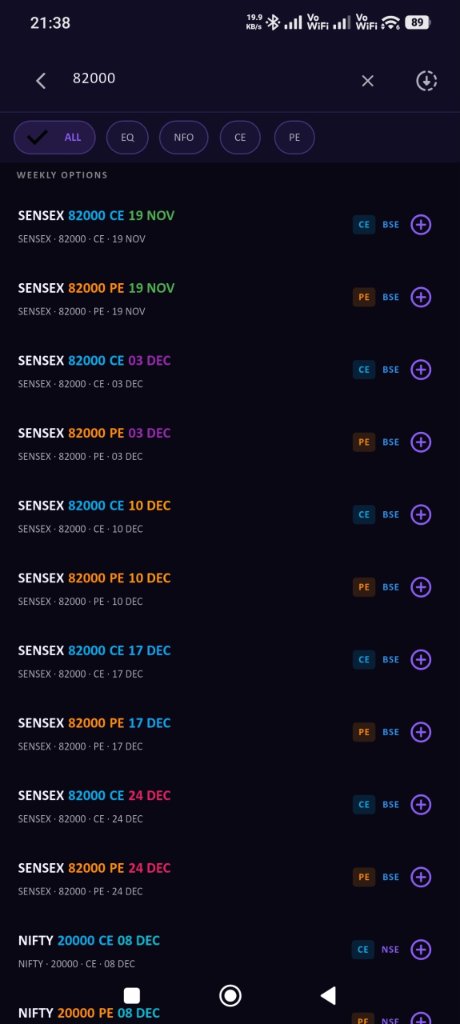 21:38 19.9 KB/s Vo WiFi Vo WiFi 89
82000
ALL EQ NFO CE PE
WEEKLY OPTIONS
SENSEX 82000 CE 19 NOV CE BSE
SENSEX · 82000 · CE · 19 NOV
SENSEX 82000 PE 19 NOV PE BSE
SENSEX · 82000 · PE · 19 NOV
SENSEX 82000 CE 03 DEC CE BSE
SENSEX · 82000 · CE · 03 DEC
SENSEX 82000 PE 03 DEC PE BSE
SENSEX · 82000 · PE · 03 DEC
SENSEX 82000 CE 10 DEC CE BSE
SENSEX · 82000 · CE · 10 DEC
SENSEX 82000 PE 10 DEC PE BSE
SENSEX · 82000 · PE · 10 DEC
SENSEX 82000 CE 17 DEC CE BSE
SENSEX · 82000 · CE · 17 DEC
SENSEX 82000 PE 17 DEC PE BSE
SENSEX · 82000 · PE · 17 DEC
SENSEX 82000 CE 24 DEC CE BSE
SENSEX · 82000 · CE · 24 DEC
SENSEX 82000 PE 24 DEC PE BSE
SENSEX · 82000 · PE · 24 DEC
NIFTY 20000 CE 08 DEC CE NSE
NIFTY · 20000 · CE · 08 DEC
NIFTY 20000 PE 08 DEC PE NSE